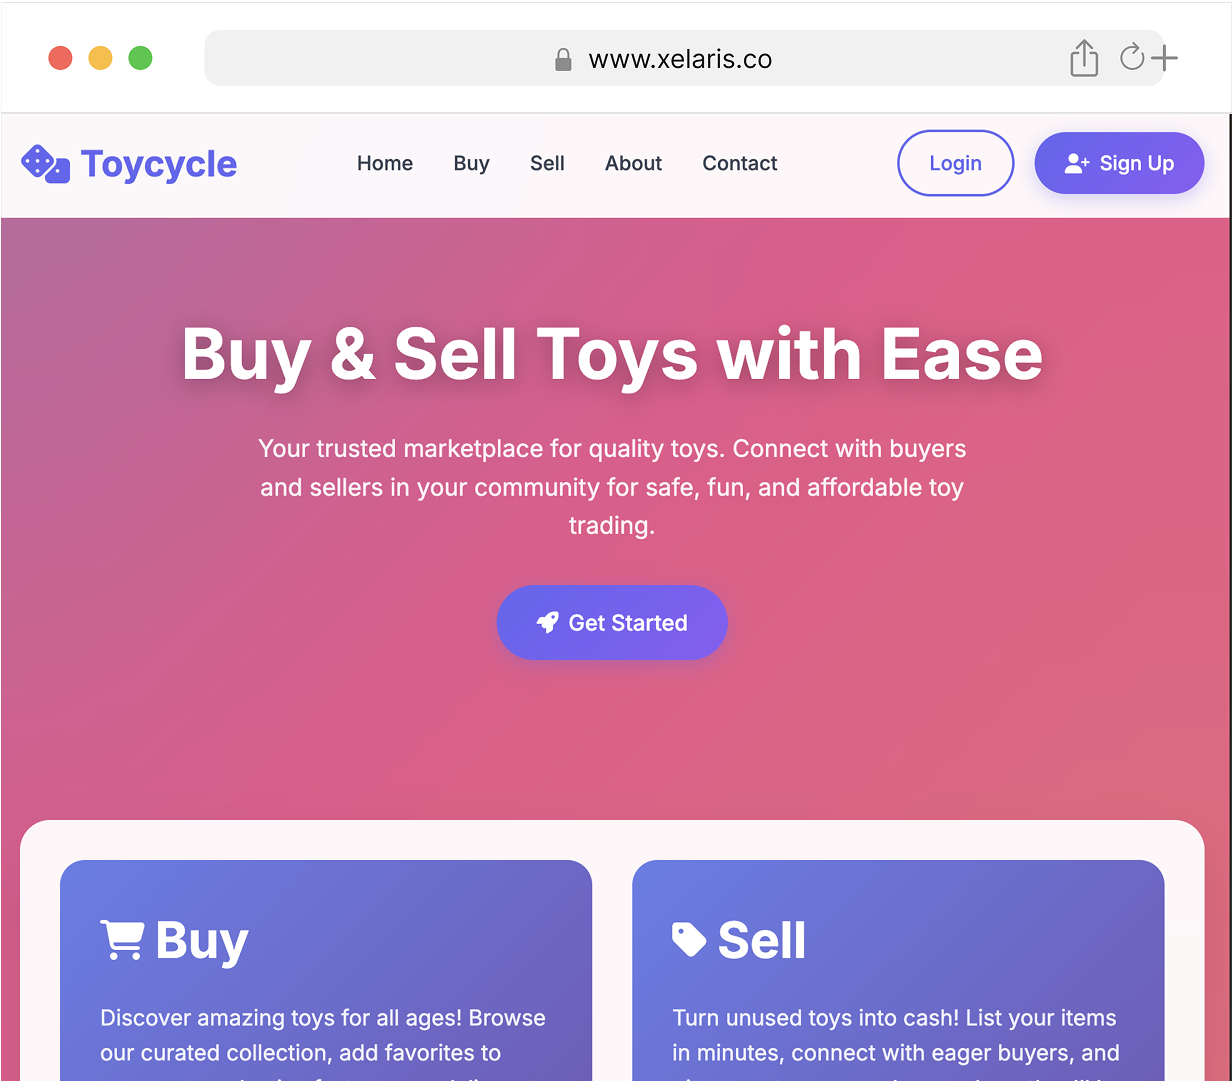 www.xelaris.co
Toycycle
Home Buy Sell About Contact
Login
Sign Up
Buy & Sell Toys with Ease
Your trusted marketplace for quality toys. Connect with buyers
and sellers in your community for safe, fun, and affordable toy
trading.
Get Started
Buy
Discover amazing toys for all ages! Browse
our curated collection, add favorites to
Sell
Turn unused toys into cash! List your items
in minutes, connect with eager buyers, and